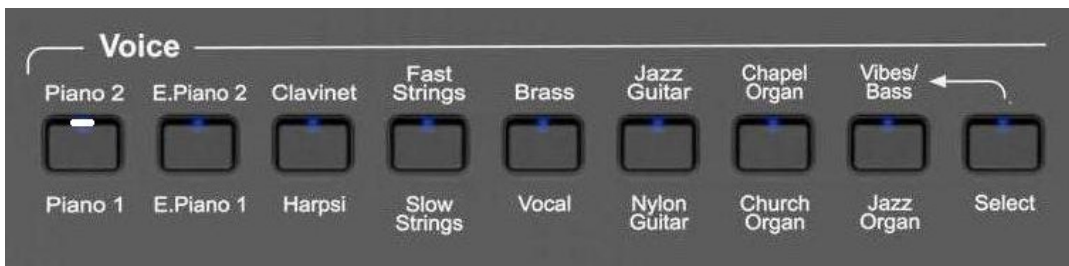 Voice
Piano 2 E.Piano 2 Clavinet Fast Strings Brass Jazz Guitar Chapel Organ Vibes/ Bass
Piano 1 E.Piano 1 Harpsi Slow Strings Vocal Nylon Guitar Church Organ Jazz Organ Select